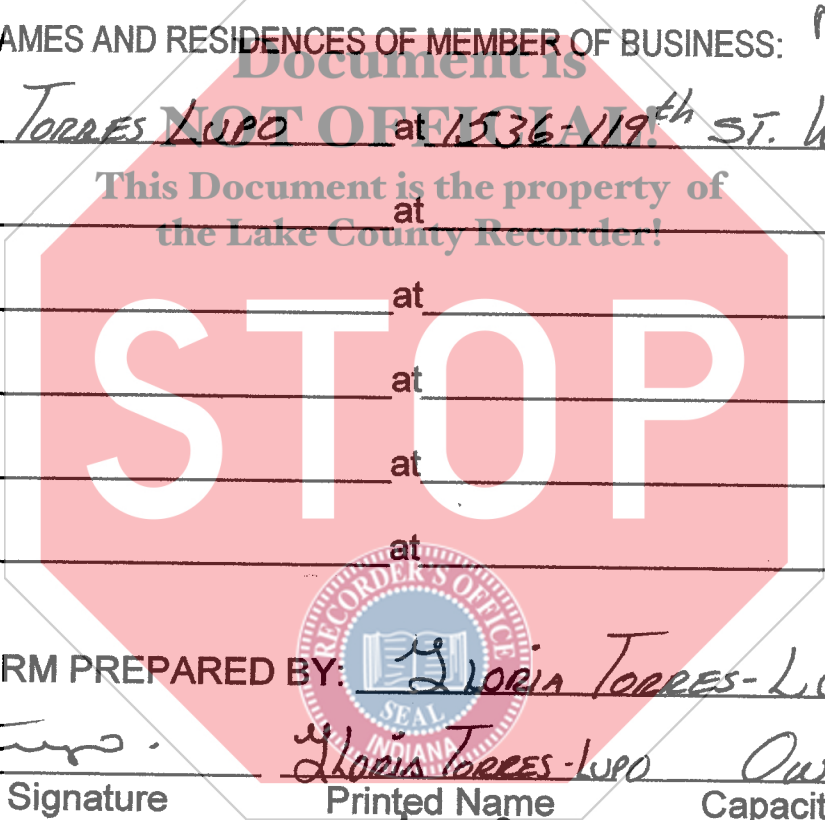 AMES AND RESIDENCES OF MEMBER OF BUSINESS:
Document is
TORRES LUPO at 1536-119th ST.
NOT OFFICIAL!
This Document is the property of
at
the Lake County Recorder!
at
STOP
at
at
at
RECORDER'S OFFICE
SEAL
INDIANA
RM PREPARED BY: GLORIA TORRES-LU
GLORIA TORRES-LUPO Ow
Signature Printed Name Capacit